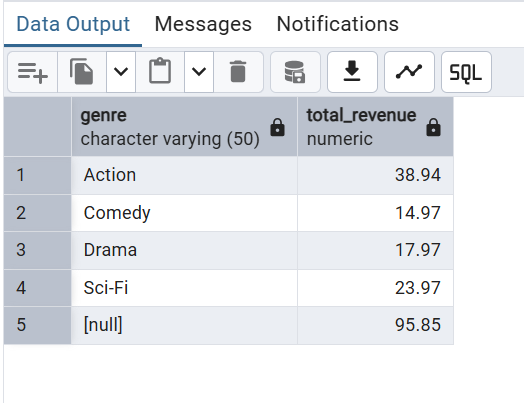 Data Output Messages Notifications
SQL
genre total_revenue
character varying (50) numeric
1 Action 38.94
2 Comedy 14.97
3 Drama 17.97
4 Sci-Fi 23.97
5 [null] 95.85